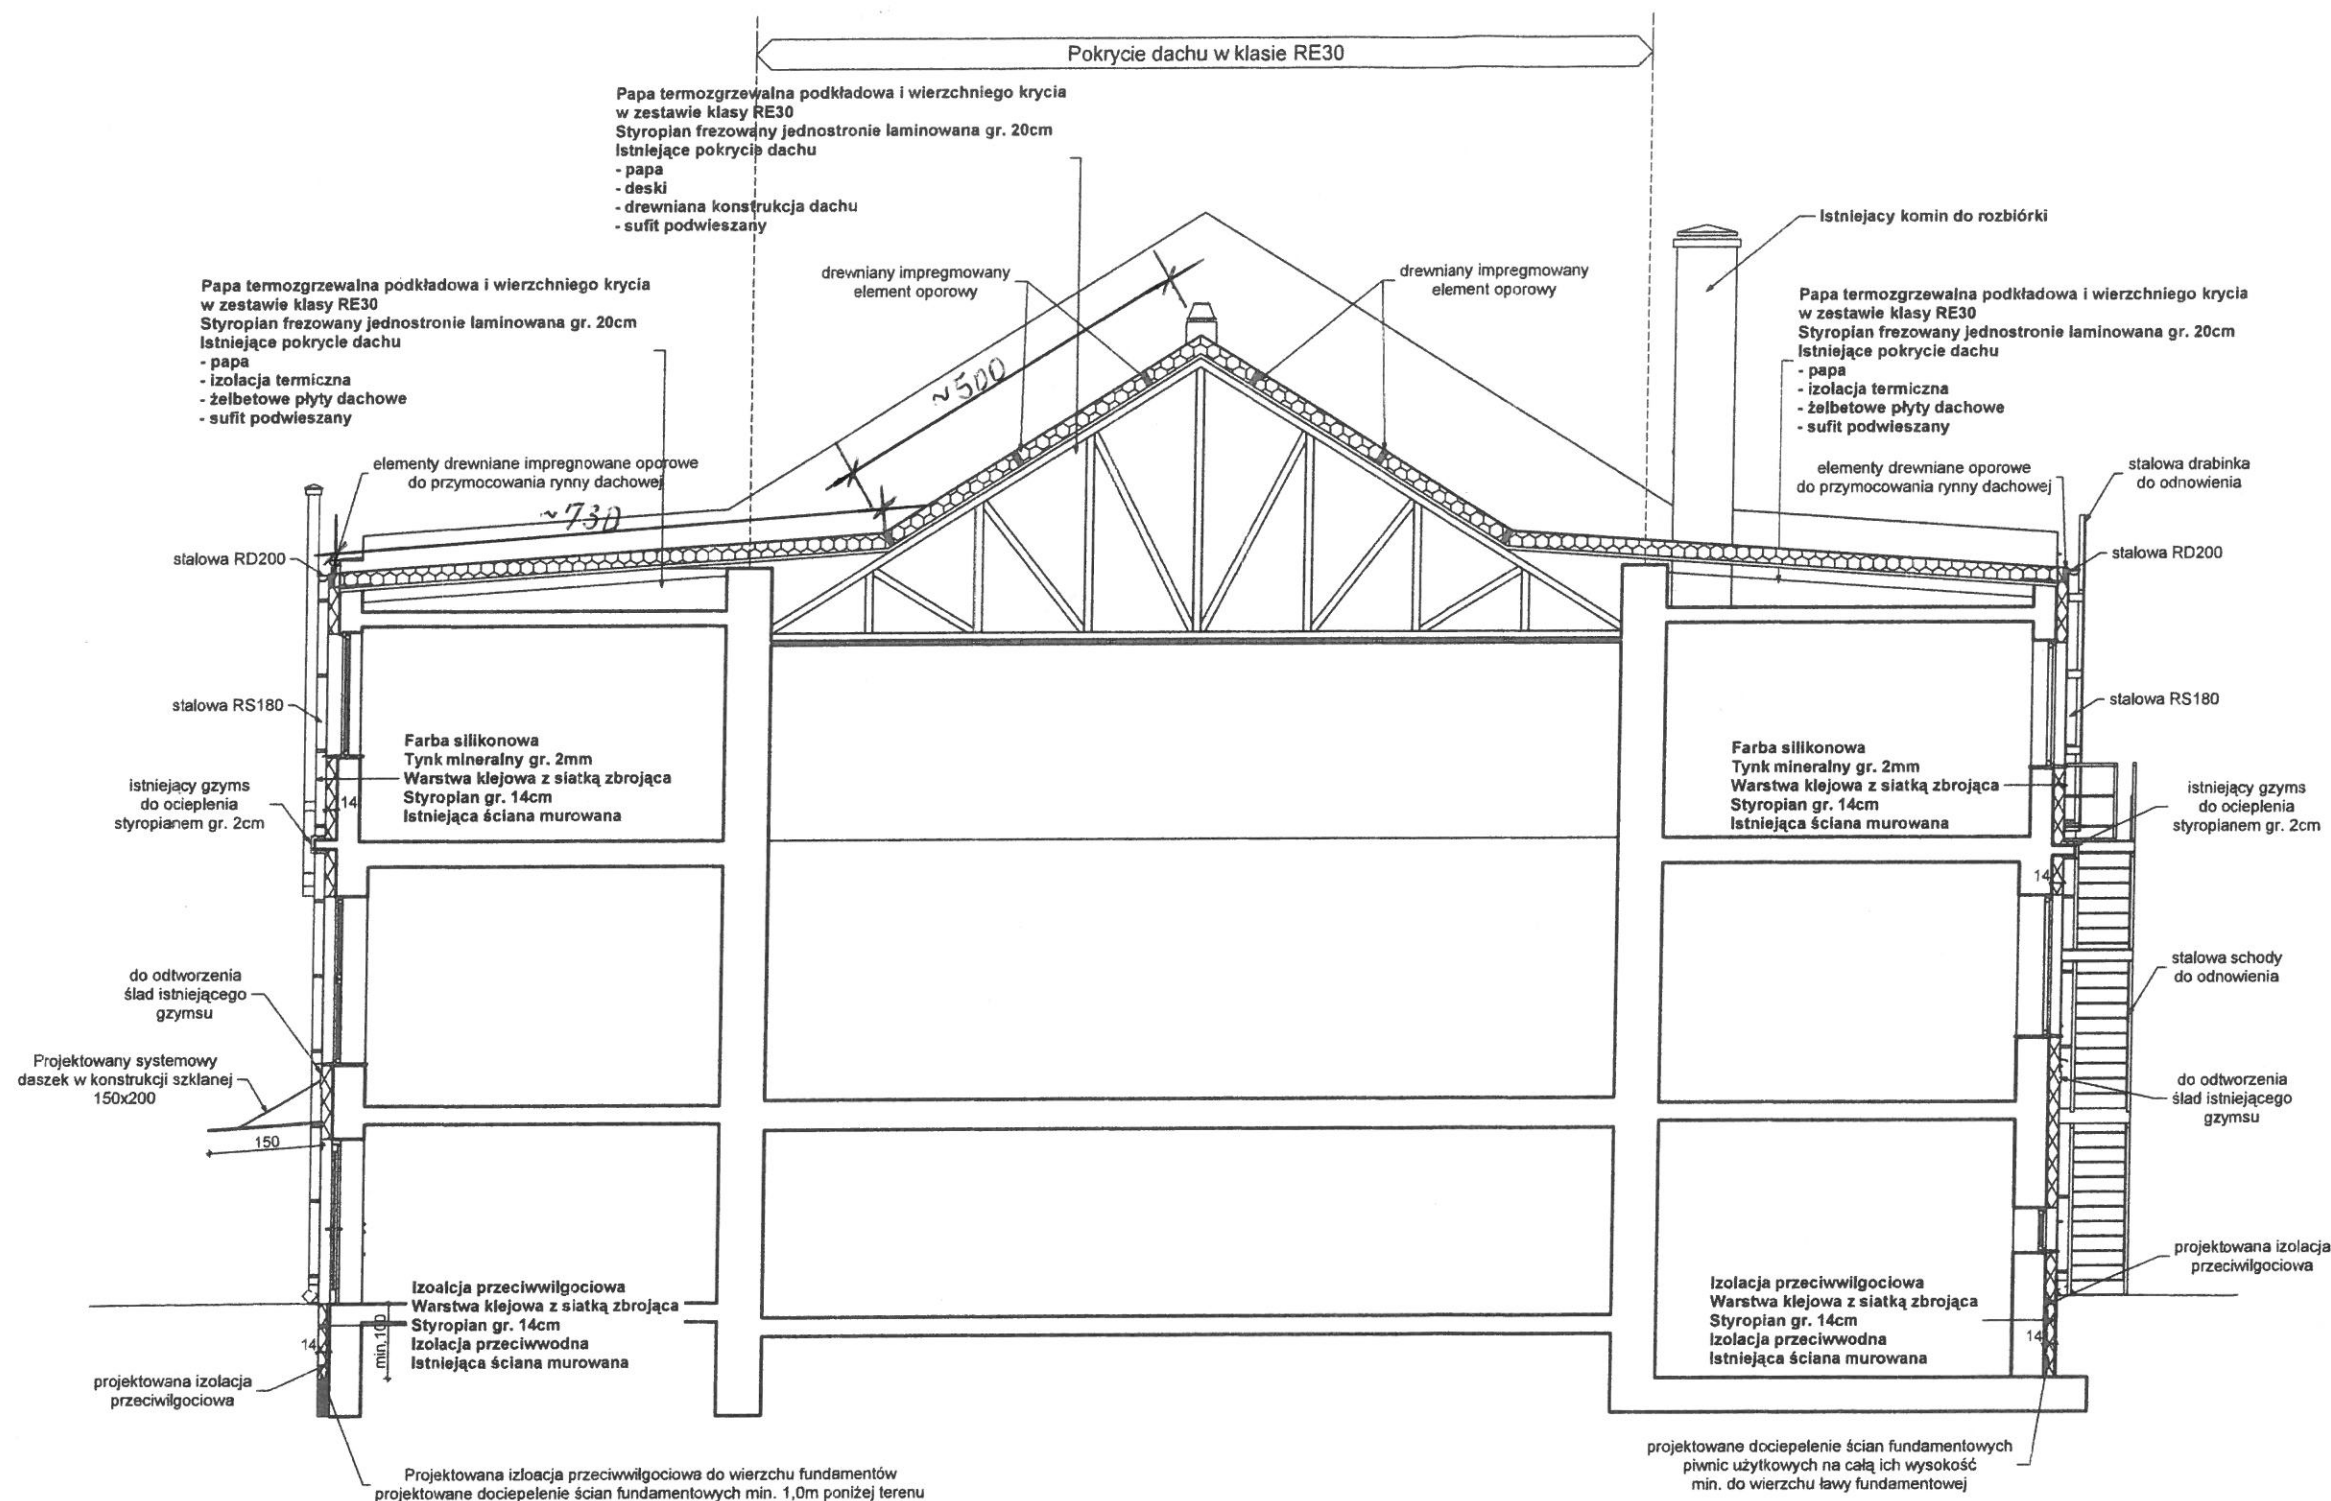 Pokrycie dachu w klasie RE30
Papa termozgrzewalna podkładowa i wierzchniego krycia
w zestawie klasy RE30
Styropian frezowany jednostronie laminowana gr. 20cm
Istniejące pokrycie dachu
- papa
- deski
- drewniana konstrukcja dachu
- sufit podwieszany
Istniejacy komin do rozbiórki
drewniany impregmowany
element oporowy
drewniany impregmowany
element oporowy
Papa termozgrzewalna podkładowa i wierzchniego krycia
w zestawie klasy RE30
Styropian frezowany jednostronie laminowana gr. 20cm
Istniejące pokrycie dachu
- papa
- izolacja termiczna
- żelbetowe płyty dachowe
- sufit podwieszany
Papa termozgrzewalna podkładowa i wierzchniego krycia
w zestawie klasy RE30
Styropian frezowany jednostronie laminowana gr. 20cm
Istniejące pokrycie dachu
- papa
- izolacja termiczna
- żelbetowe płyty dachowe
- sufit podwieszany
~500
~730
elementy drewniane impregnowane oporowe
do przymocowania rynny dachowej
elementy drewniane oporowe
do przymocowania rynny dachowej
stalowa drabinka
do odnowienia
stalowa RD200
stalowa RD200
stalowa RS180
stalowa RS180
Farba silikonowa
Tynk mineralny gr. 2mm
Warstwa klejowa z siatką zbrojąca
Styropian gr. 14cm
Istniejąca ściana murowana
Farba silikonowa
Tynk mineralny gr. 2mm
Warstwa klejowa z siatką zbrojąca
Styropian gr. 14cm
Istniejąca ściana murowana
istniejący gzyms
do ocieplenia
styropianem gr. 2cm
14
istniejący gzyms
do ocieplenia
styropianem gr. 2cm
14
do odtworzenia
ślad istniejącego
gzymsu
stalowa schody
do odnowienia
Projektowany systemowy
daszek w konstrukcji szklanej
150x200
150
do odtworzenia
ślad istniejącego
gzymsu
projektowana izolacja
przeciwilgociowa
Izoalcja przeciwwilgociowa
Warstwa klejowa z siatką zbrojąca
Styropian gr. 14cm
Izolacja przeciwwodna
Istniejąca ściana murowana
14
min.100
Izolacja przeciwwilgociowa
Warstwa klejowa z siatką zbrojąca
Styropian gr. 14cm
Izolacja przeciwwodna
Istniejąca ściana murowana
14
projektowana izolacja
przeciwilgociowa
Projektowana izloacja przeciwwilgociowa do wierzchu fundamentów
projektowane dociepelenie ścian fundamentowych min. 1,0m poniżej terenu
projektowane dociepelenie ścian fundamentowych
piwnic użytkowych na całą ich wysokość
min. do wierzchu ławy fundamentowej